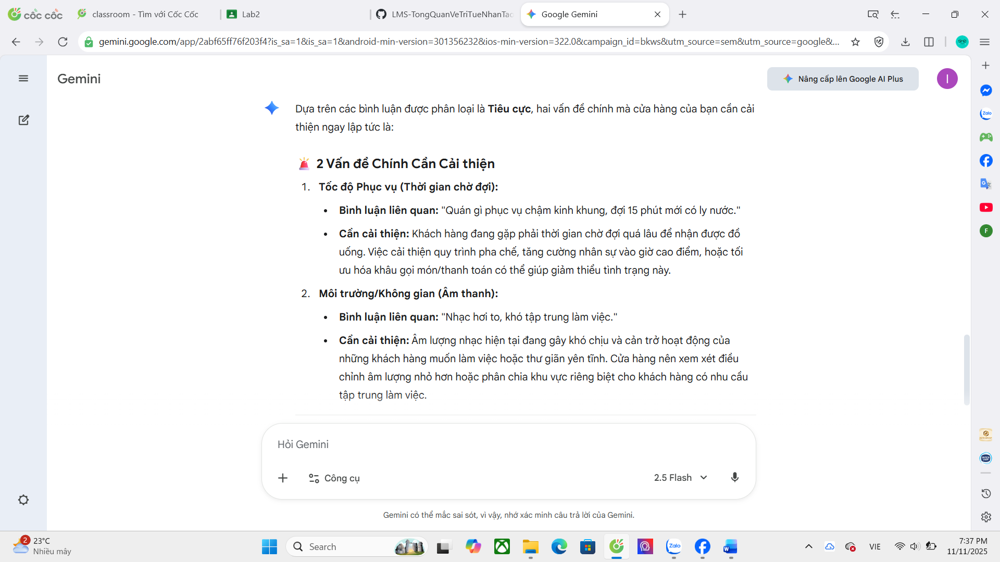 cốc cốc
classroom - Tìm với Cốc Cốc
Lab2
LMS-TongQuanVeTriTueNhanTao
Google Gemini
gemini.google.com/app/2abf65ff76f203f4?is_sa=1&is_sa=1&android-min-version=301356232&ios-min-version=322.0&campaign_id=bkws&utm_source=sem&utm_source=google&...
Gemini
Nâng cấp lên Google AI Plus
I
Dựa trên các bình luận được phân loại là Tiêu cực, hai vấn đề chính mà cửa hàng của bạn cần cải
thiện ngay lập tức là:
2 Vấn đề Chính Cần Cải thiện
1. Tốc độ Phục vụ (Thời gian chờ đợi):
• Bình luận liên quan: "Quán gì phục vụ chậm kinh khung, đợi 15 phút mới có ly nước."
• Cần cải thiện: Khách hàng đang gặp phải thời gian chờ đợi quá lâu để nhận được đồ
uống. Việc cải thiện quy trình pha chế, tăng cường nhân sự vào giờ cao điểm, hoặc tối
ưu hóa khâu gọi món/thanh toán có thể giúp giảm thiểu tình trạng này.
2. Môi trường/Không gian (Âm thanh):
• Bình luận liên quan: "Nhạc hơi to, khó tập trung làm việc."
• Cần cải thiện: Âm lượng nhạc hiện tại đang gây khó chịu và cản trở hoạt động của
những khách hàng muốn làm việc hoặc thư giãn yên tĩnh. Cửa hàng nên xem xét điều
chỉnh âm lượng nhỏ hơn hoặc phân chia khu vực riêng biệt cho khách hàng có nhu cầu
tập trung làm việc.
Hỏi Gemini
Công cụ
2.5 Flash
Gemini có thể mắc sai sót, vì vậy, nhớ xác minh câu trả lời của Gemini.
Zalo
F
2
23°C
Nhiều mây
Search
Zalo
VIE
7:37 PM
11/11/2025